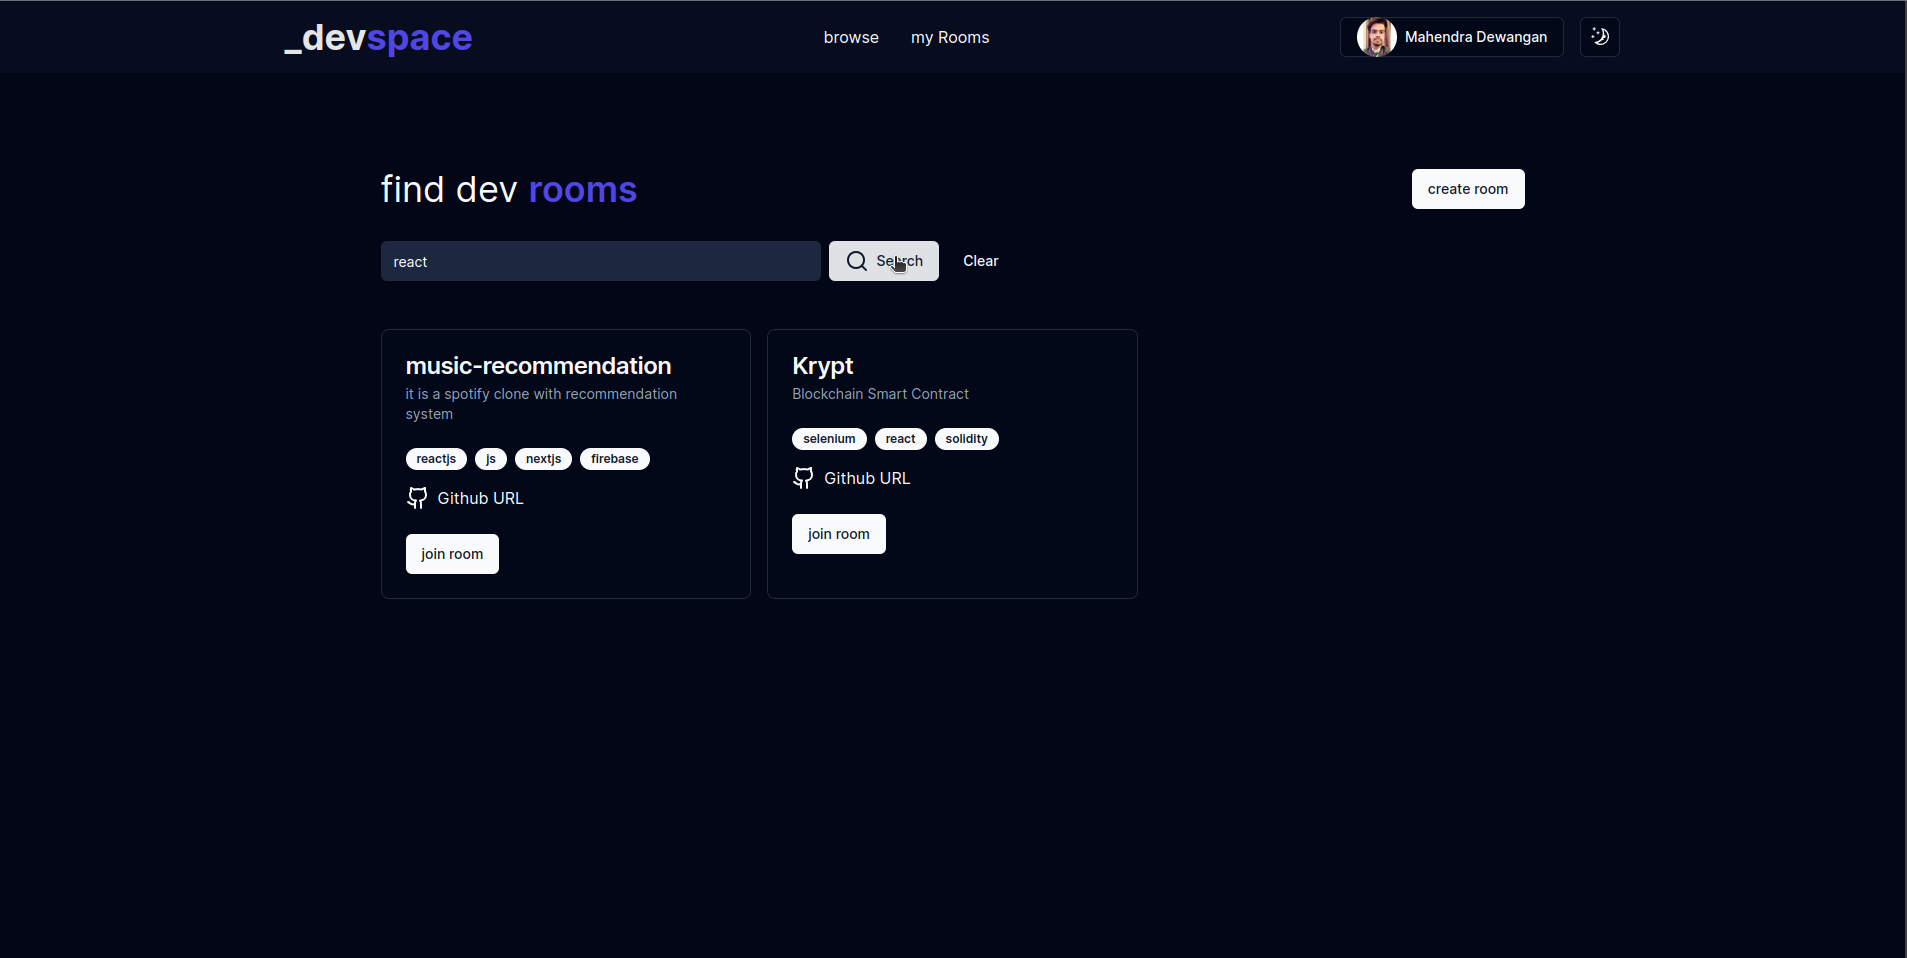 _devspace
browse my Rooms
Mahendra Dewangan
find dev rooms
create room
react
Search
Clear
music-recommendation
it is a spotify clone with recommendation
system
reactjs js nextjs firebase
Github URL
join room
Krypt
Blockchain Smart Contract
selenium react solidity
Github URL
join room